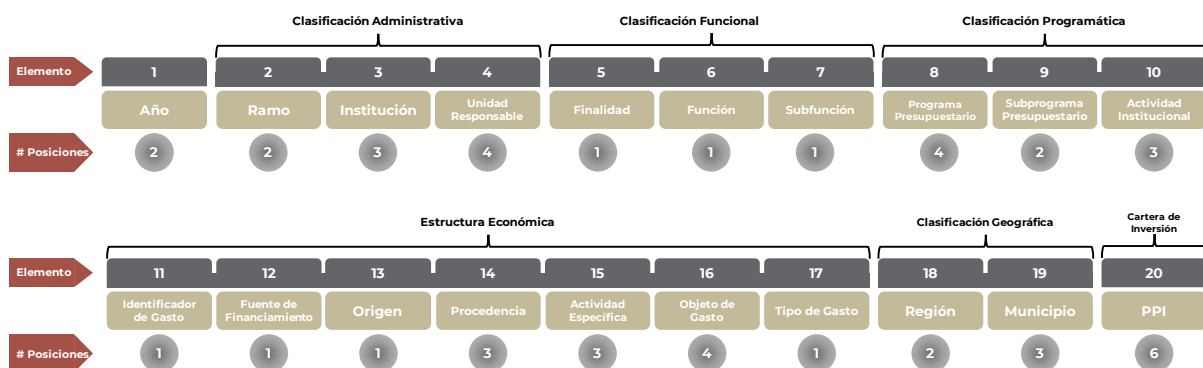 Clasificación Administrativa Clasificación Funcional Clasificación Programática
Elemento 1 2 3 4 5 6 7 8 9 10
Año Ramo Institución Unidad Responsable Finalidad Función Subfunción Programa Presupuestario Subprograma Presupuestario Actividad Institucional
# Posiciones 2 2 3 4 1 1 1 4 2 3
Estructura Económica Clasificación Geográfica Cartera de Inversión
Elemento 11 12 13 14 15 16 17 18 19 20
Identificador de Gasto Fuente de Financiamiento Origen Procedencia Actividad Específica Objeto de Gasto Tipo de Gasto Región Municipio PPI
# Posiciones 1 1 1 3 3 4 1 2 3 6